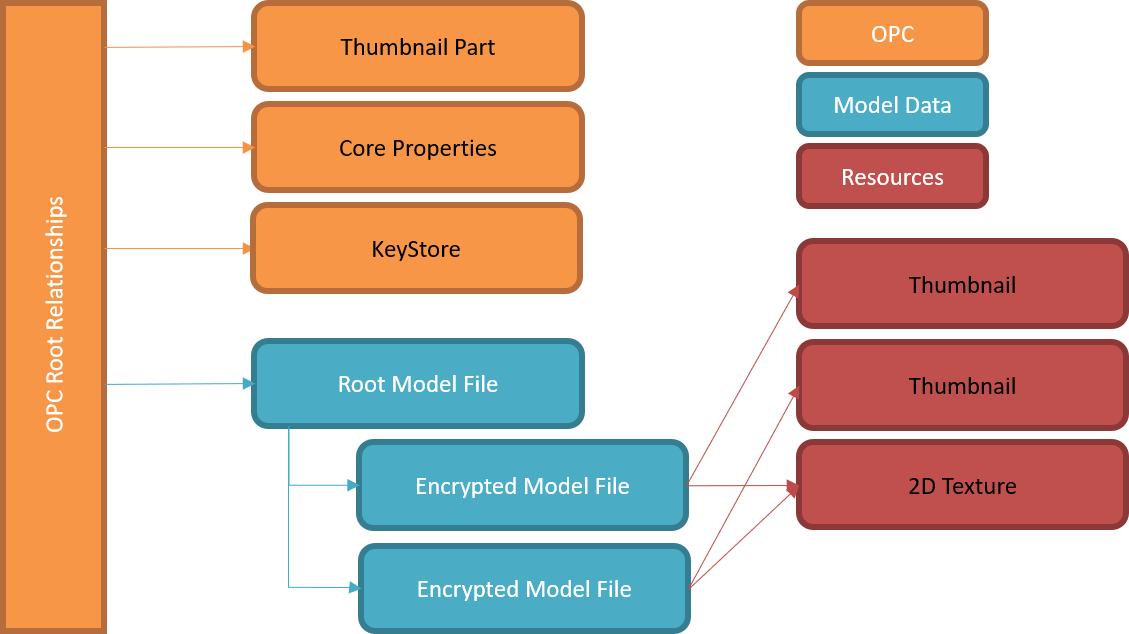 OPC Root Relationships
Thumbnail Part
Core Properties
KeyStore
Root Model File
Encrypted Model File
Encrypted Model File
OPC
Model Data
Resources
Thumbnail
Thumbnail
2D Texture